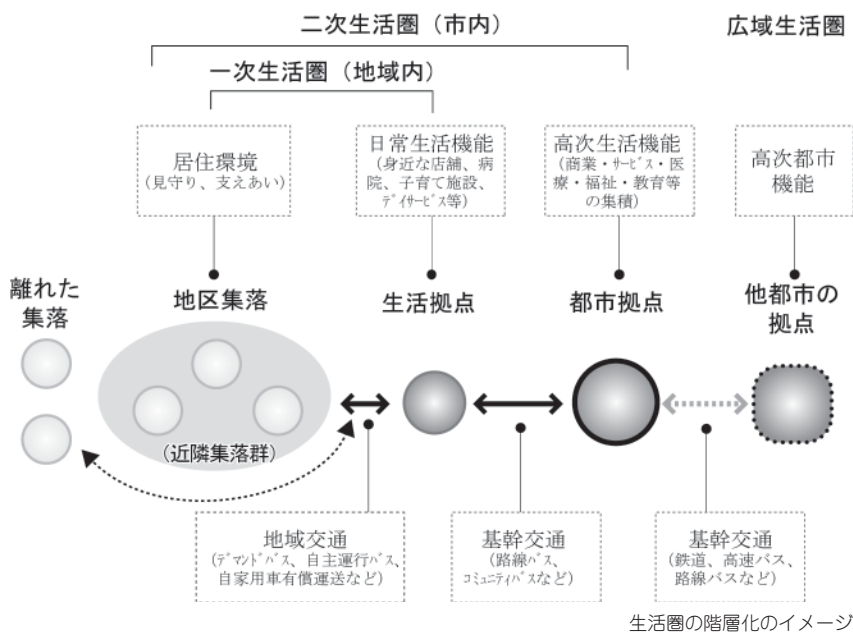 二次生活圏（市内）
広域生活圏
一次生活圏（地域内）
居住環境
（見守り、支えあい）
日常生活機能
（身近な店舗、病
院、子育て施設、
ﾃﾞｲｻｰﾋﾞｽ等）
高次生活機能
（商業・ｻｰﾋﾞｽ・医
療・福祉・教育等
の集積）
高次都市
機能
離れた
集落
地区集落
生活拠点
都市拠点
他都市の
拠点
（近隣集落群）
地域交通
（ﾃﾞﾏﾝﾄﾞﾊﾞｽ、自主運行ﾊﾞｽ、
自家用車有償運送など）
基幹交通
（路線ﾊﾞｽ、
ｺﾐｭﾆﾃｨﾊﾞｽなど）
基幹交通
（鉄道、高速バス、
路線バスなど）
生活圏の階層化のイメージ